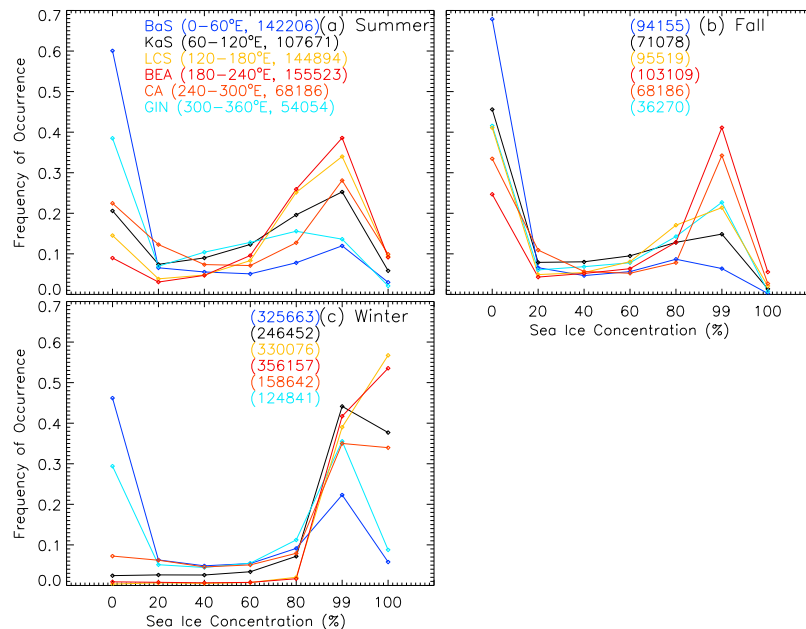 BaS (0−60°E, 142206)
(a) Summer
KaS (60−120°E, 107671)
LCS (120−180°E, 144894)
BEA (180−240°E, 155523)
CA (240−300°E, 68186)
GIN (300−360°E, 54054)
0.7
0.6
0.5
0.4
0.3
0.2
0.1
0.0
Frequency of Occurrence
(94155)
(b) Fall
(71078)
(95519)
(103109)
(68186)
(36270)
0 20 40 60 80 99 100
Sea Ice Concentration (%)
(325663)
(c) Winter
(246452)
(330076)
(356157)
(158642)
(124841)
0.7
0.6
0.5
0.4
0.3
0.2
0.1
0.0
Frequency of Occurrence
0 20 40 60 80 99 100
Sea Ice Concentration (%)